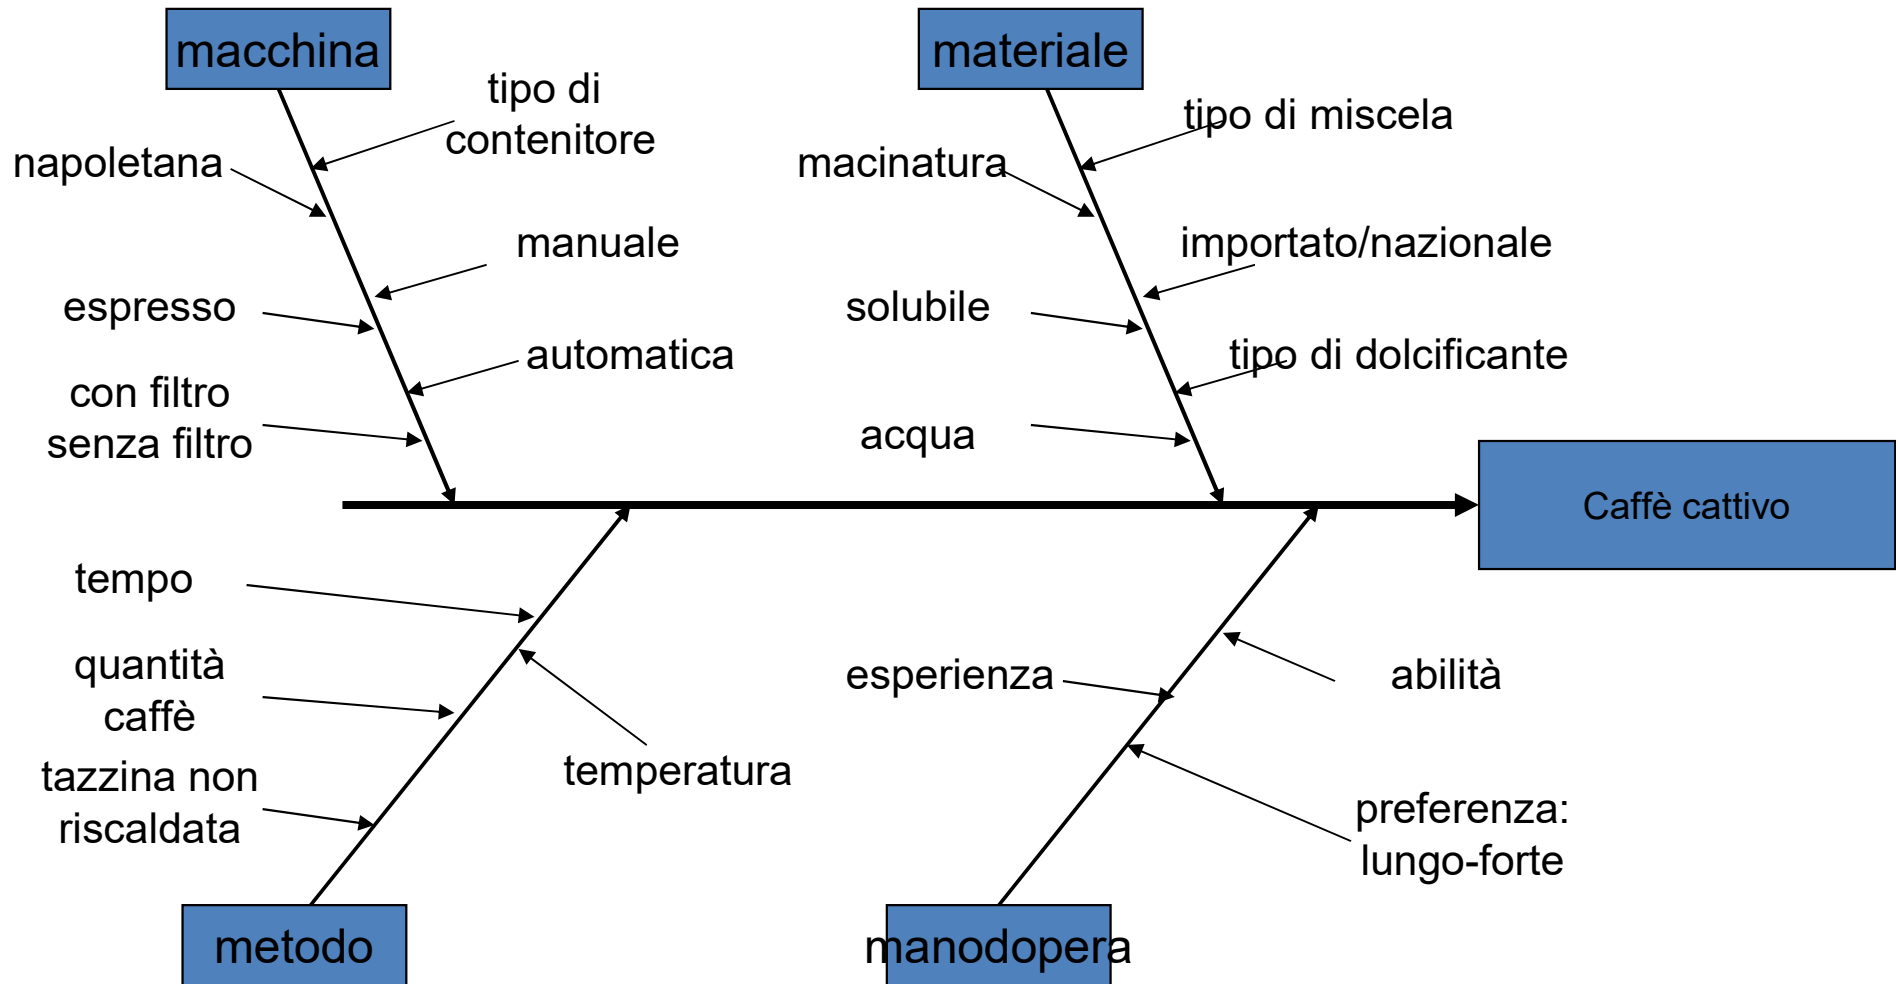 macchina
materiale
tipo di
contenitore
tipo di miscela
napoletana
macinatura
manuale
importato/nazionale
espresso
solubile
automatica
tipo di dolcificante
con filtro
senza filtro
acqua
Caffè cattivo
tempo
quantità
caffè
esperienza
abilità
tazzina non
riscaldata
temperatura
preferenza:
lungo-forte
metodo
manodopera